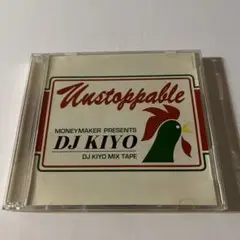 Unstoppable
MONEYMAKER PRESENTS
DJ KIYO
DJ KIYO MIX TAPE